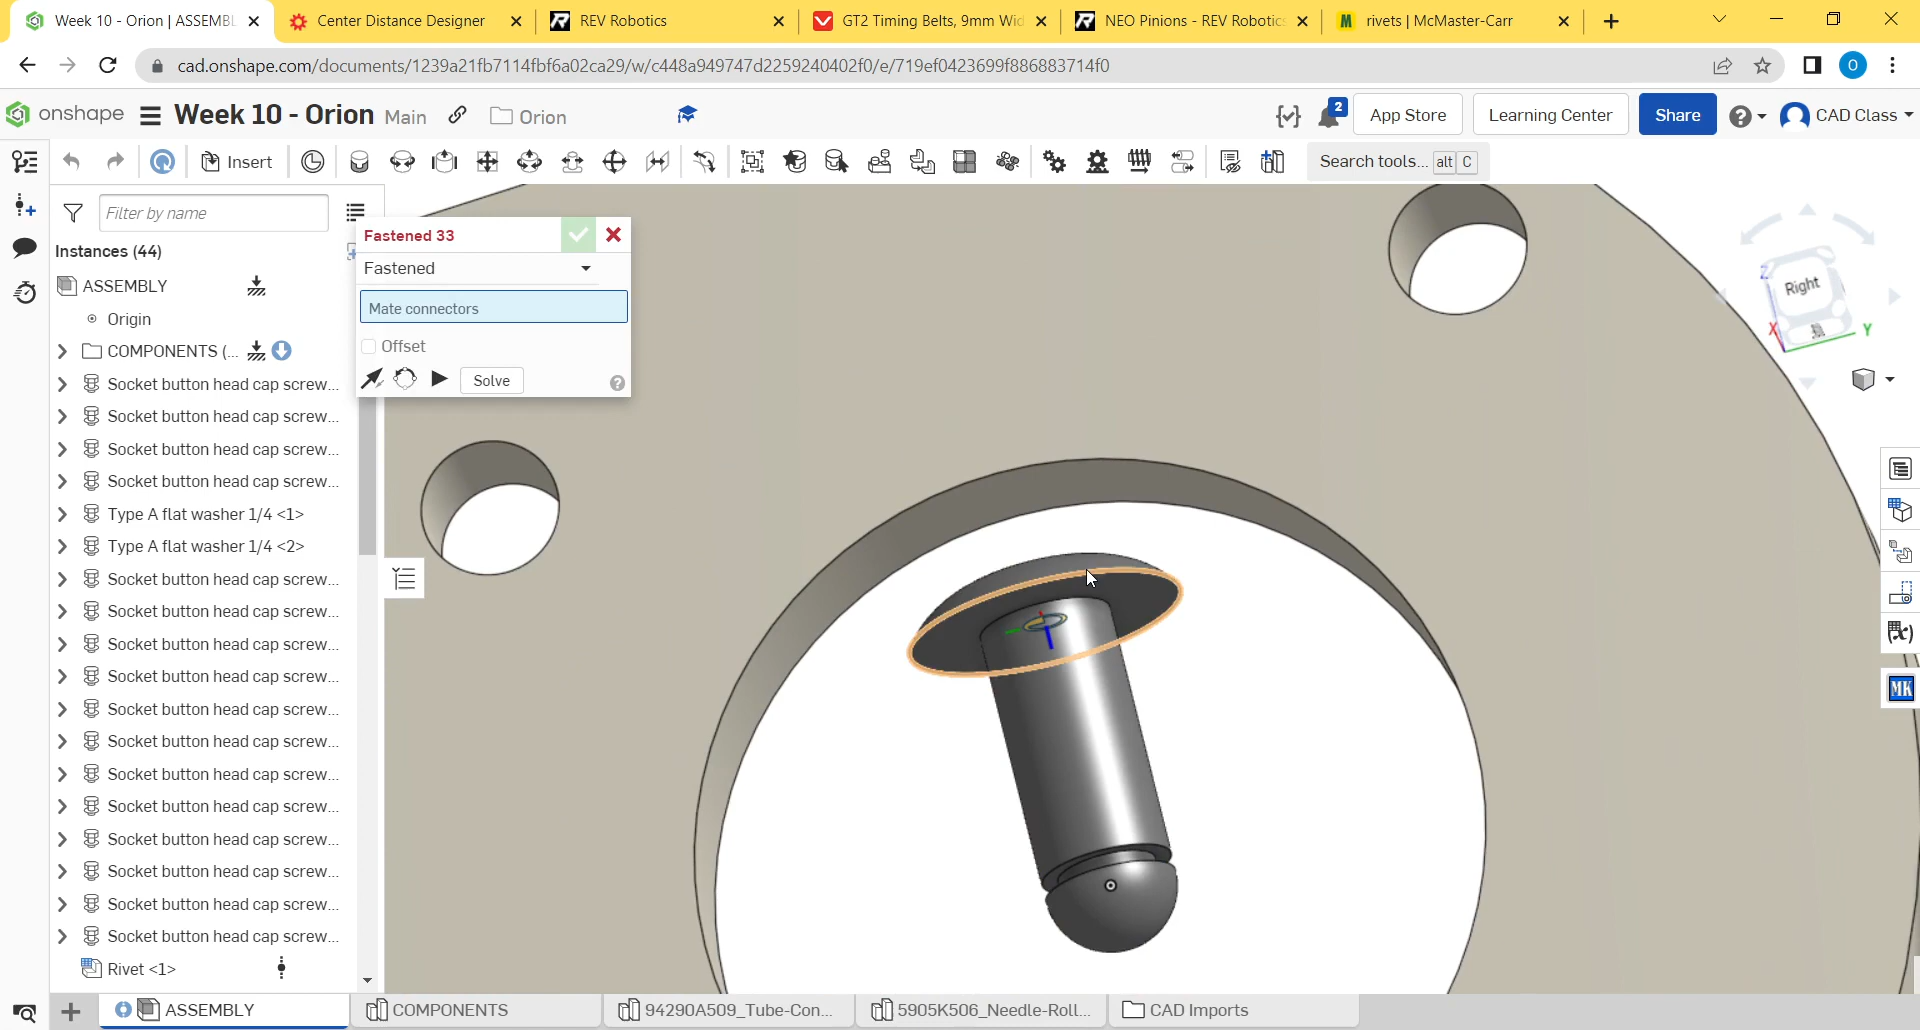 Week 10 - Orion | ASSEMBL
Center Distance Designer
REV Robotics
GT2 Timing Belts, 9mm Wid
NEO Pinions - REV Robotics
rivets | McMaster-Carr
cad.onshape.com/documents/1239a21fb7114fbf6a02ca29/w/c448a949747d2259240402f0/e/719ef0423699f886883714f0
O
onshape
Week 10 - Orion
Main
Orion
2
App Store
Learning Center
Share
CAD Class
Insert
Search tools... alt C
Filter by name
Instances (44)
ASSEMBLY
Origin
COMPONENTS (...
Socket button head cap screw...
Socket button head cap screw...
Socket button head cap screw...
Socket button head cap screw...
Type A flat washer 1/4 <1>
Type A flat washer 1/4 <2>
Socket button head cap screw...
Socket button head cap screw...
Socket button head cap screw...
Socket button head cap screw...
Socket button head cap screw...
Socket button head cap screw...
Socket button head cap screw...
Socket button head cap screw...
Socket button head cap screw...
Socket button head cap screw...
Socket button head cap screw...
Socket button head cap screw...
Rivet <1>
Fastened 33
Fastened
Mate connectors
Offset
Solve
Z
Right
X
Y
(x)
MK
ASSEMBLY
COMPONENTS
94290A509_Tube-Con...
5905K506_Needle-Roll...
CAD Imports